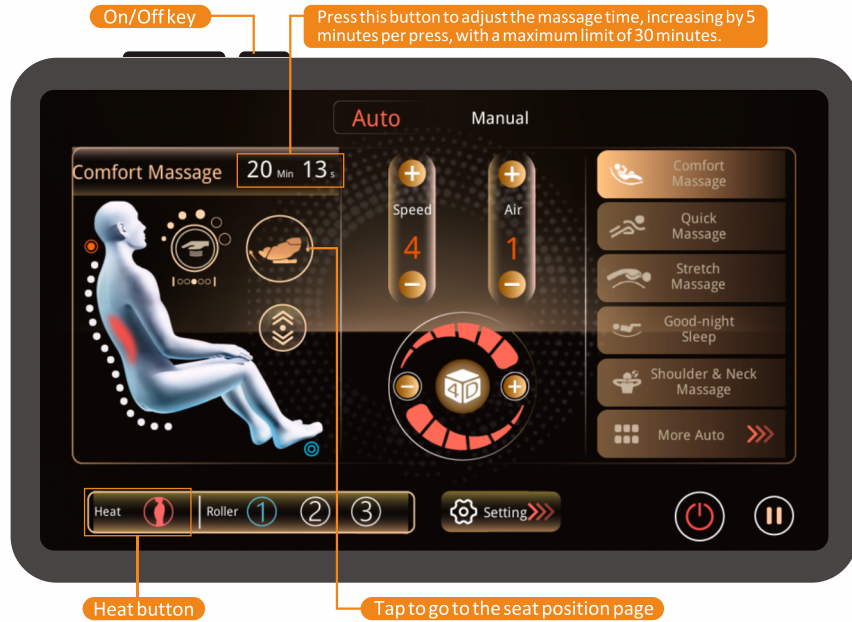 On/Off key
Press this button to adjust the massage time, increasing by 5
minutes per press, with a maximum limit of 30 minutes.
Auto
Manual
Comfort Massage 20 Min 13 s
Speed
4
Air
1
4D
Comfort
Massage
Quick
Massage
Stretch
Massage
Good-night
Sleep
Shoulder & Neck
Massage
More Auto
Heat
Roller 1 2 3
Setting
Heat button
Tap to go to the seat position page